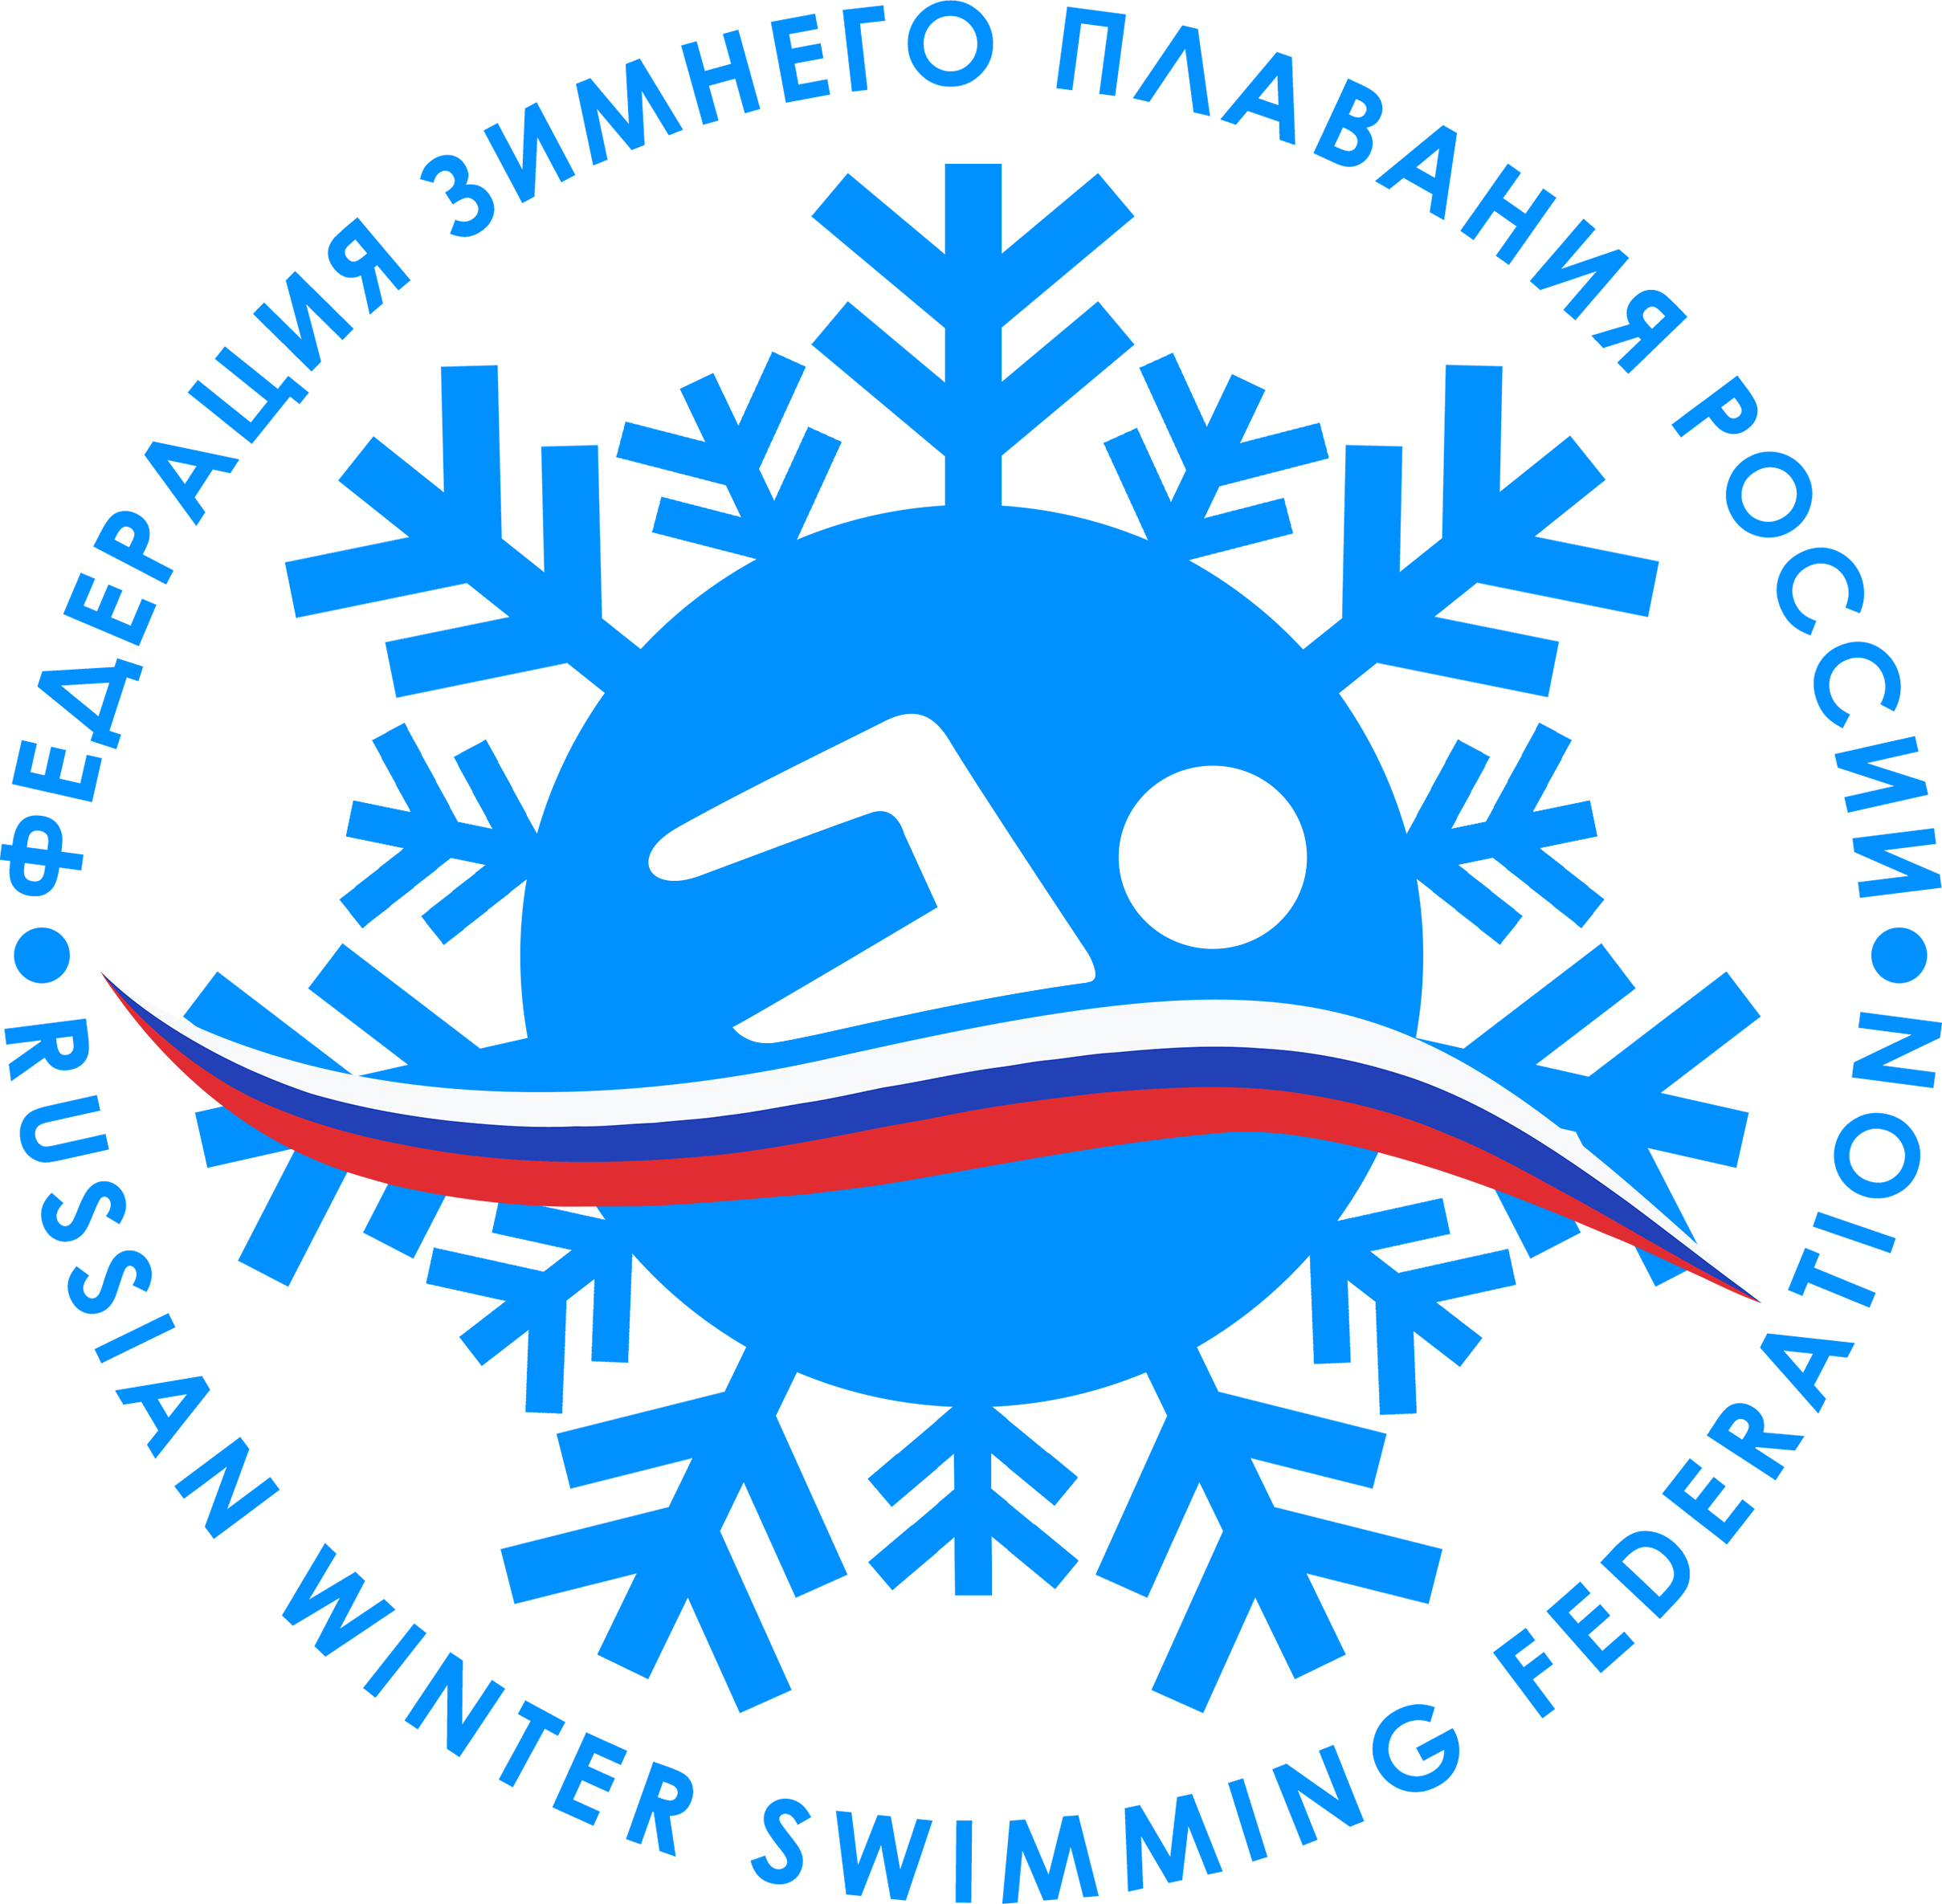 ФЕДЕРАЦИЯ ЗИМНЕГО ПЛАВАНИЯ РОССИИ
RUSSIAN WINTER SWIMMING FEDERATION